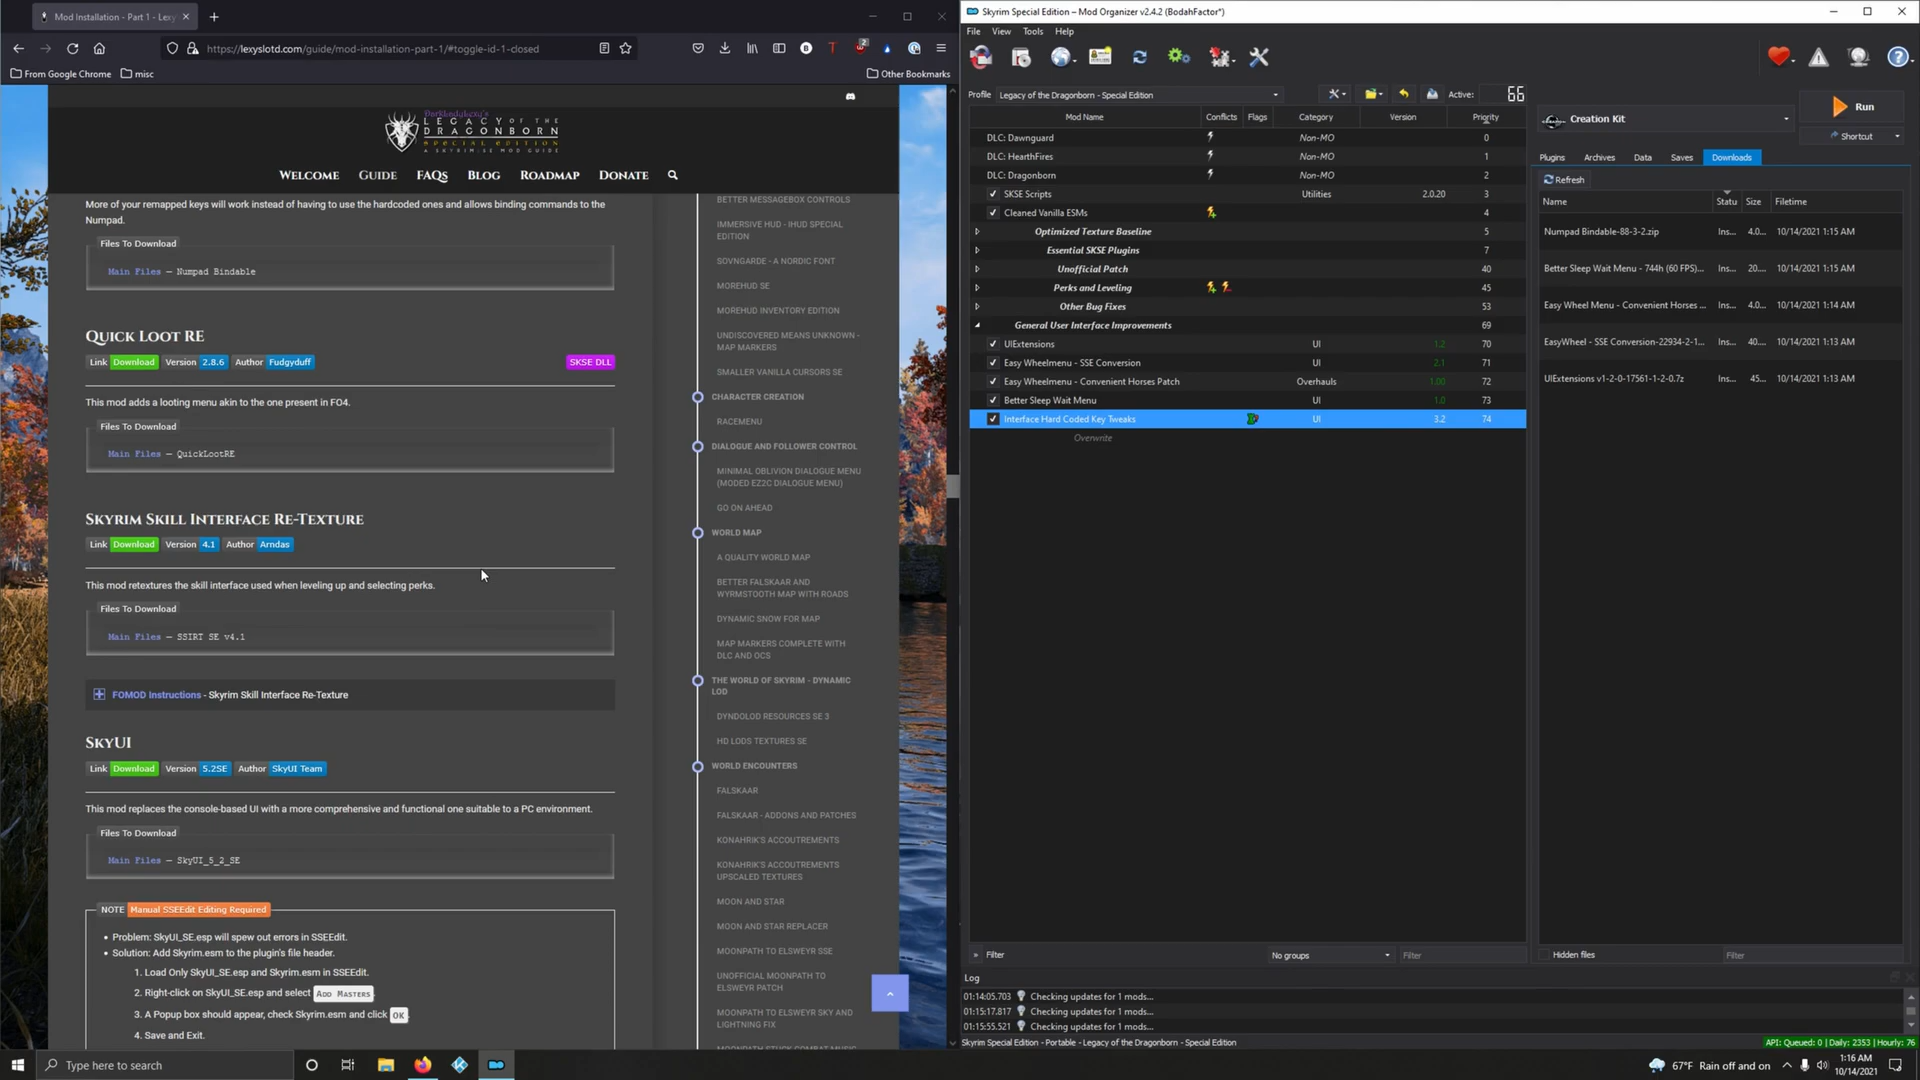 Mod Installation - Part 1 - Lexy
https://lexyslotd.com/guide/mod-installation-part-1/#toggle-id-1-closed
From Google Chrome
misc
Other Bookmarks
DarkladyLexy's
LEGACY OF THE
DRAGONBORN
special edition
A SKYRIM:SE MOD GUIDE
WELCOME
GUIDE
FAQS
BLOG
ROADMAP
DONATE
More of your remapped keys will work instead of having to use the hardcoded ones and allows binding commands to the
Numpad.
Files To Download
Main Files – Numpad Bindable
QUICK LOOT RE
Link Download Version 2.8.6 Author Fudgyduff
SKSE DLL
This mod adds a looting menu akin to the one present in FO4.
Files To Download
Main Files – QuickLootRE
SKYRIM SKILL INTERFACE RE-TEXTURE
Link Download Version 4.1 Author Arndas
This mod retextures the skill interface used when leveling up and selecting perks.
Files To Download
Main Files – SSIRT SE v4.1
FOMOD Instructions - Skyrim Skill Interface Re-Texture
SKYUI
Link Download Version 5.2SE Author SkyUI Team
This mod replaces the console-based UI with a more comprehensive and functional one suitable to a PC environment.
Files To Download
Main Files – SkyUI_5_2_SE
NOTE Manual SSEEdit Editing Required
• Problem: SkyUI_SE.esp will spew out errors in SSEEdit.
• Solution: Add Skyrim.esm to the plugin's file header.
1. Load Only SkyUI_SE.esp and Skyrim.esm in SSEEdit.
2. Right-click on SkyUI_SE.esp and select ADD MASTERS
3. A Popup box should appear, check Skyrim.esm and click OK
4. Save and Exit.
BETTER MESSAGEBOX CONTROLS
IMMERSIVE HUD - IHUD SPECIAL
EDITION
SOVNGARDE - A NORDIC FONT
MOREHUD SE
MOREHUD INVENTORY EDITION
UNDISCOVERED MEANS UNKNOWN -
MAP MARKERS
SMALLER VANILLA CURSORS SE
CHARACTER CREATION
RACEMENU
DIALOGUE AND FOLLOWER CONTROL
MINIMAL OBLIVION DIALOGUE MENU
(MODED EZ2C DIALOGUE MENU)
GO ON AHEAD
WORLD MAP
A QUALITY WORLD MAP
BETTER FALSKAAR AND
WYRMSTOOTH MAP WITH ROADS
DYNAMIC SNOW FOR MAP
MAP MARKERS COMPLETE WITH
DLC AND OCS
THE WORLD OF SKYRIM - DYNAMIC
LOD
DYNDOLOD RESOURCES SE 3
HD LODS TEXTURES SE
WORLD ENCOUNTERS
FALSKAAR
FALSKAAR - ADDONS AND PATCHES
KONAHRIK'S ACCOUTREMENTS
KONAHRIK'S ACCOUTREMENTS
UPSCALED TEXTURES
MOON AND STAR
MOON AND STAR REPLACER
MOONPATH TO ELSWEYR SSE
UNOFFICIAL MOONPATH TO
ELSWEYR PATCH
MOONPATH TO ELSWEYR SKY AND
LIGHTNING FIX
Skyrim Special Edition – Mod Organizer v2.4.2 (BodahFactor*)
File View Tools Help
Profile Legacy of the Dragonborn - Special Edition
Active: 66
Mod Name Conflicts Flags Category Version Priority
DLC: Dawnguard Non-MO 0
DLC: HearthFires Non-MO 1
DLC: Dragonborn Non-MO 2
SKSE Scripts Utilities 2.0.20 3
Cleaned Vanilla ESMs 4
Optimized Texture Baseline 5
Essential SKSE Plugins 7
Unofficial Patch 40
Perks and Leveling 45
Other Bug Fixes 53
General User Interface Improvements 69
UIExtensions UI 1.2 70
Easy Wheelmenu - SSE Conversion UI 2.1 71
Easy Wheelmenu - Convenient Horses Patch Overhauls 1.00 72
Better Sleep Wait Menu UI 1.0 73
Interface Hard Coded Key Tweaks UI 3.2 74
Overwrite
Filter
No groups
Filter
Creation Kit
Run
Shortcut
Plugins Archives Data Saves Downloads
Refresh
Name Statu Size Filetime
Numpad Bindable-88-3-2.zip Ins... 4.0... 10/14/2021 1:15 AM
Better Sleep Wait Menu - 744h (60 FPS)... Ins... 20.... 10/14/2021 1:15 AM
Easy Wheel Menu - Convenient Horses ... Ins... 4.0... 10/14/2021 1:14 AM
EasyWheel - SSE Conversion-22934-2-1... Ins... 40.... 10/14/2021 1:13 AM
UIExtensions v1-2-0-17561-1-2-0.7z Ins... 45... 10/14/2021 1:13 AM
Hidden files
Filter
Log
01:14:05.703 Checking updates for 1 mods...
01:15:17.817 Checking updates for 1 mods...
01:15:55.521 Checking updates for 1 mods...
Skyrim Special Edition - Portable - Legacy of the Dragonborn - Special Edition
API: Queued: 0 | Daily: 2353 | Hourly: 76
Type here to search
67°F Rain off and on
1:16 AM
10/14/2021